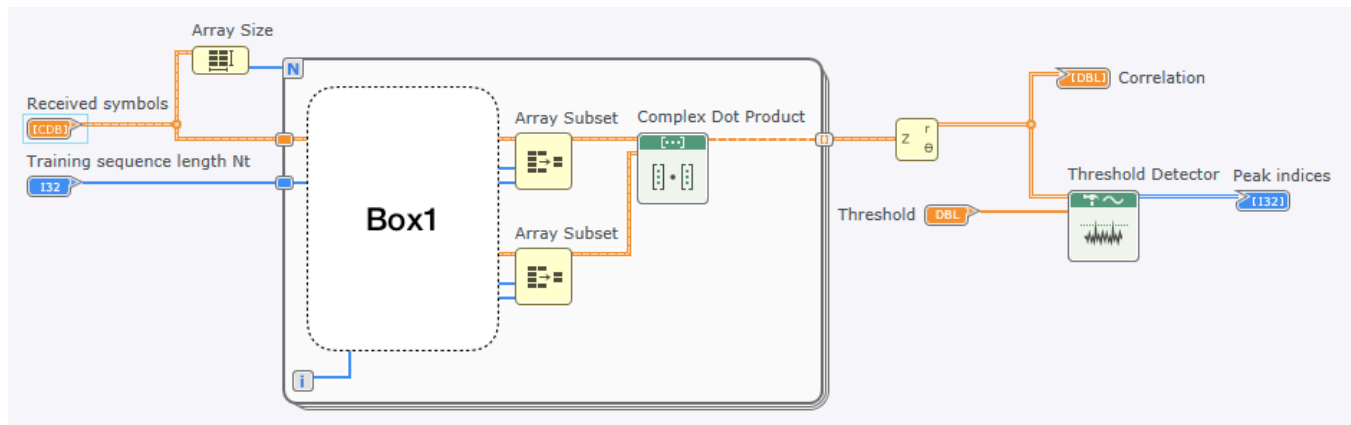 Array Size
N
Received symbols
[CDB]
Training sequence length Nt
I32
Box1
Array Subset
Complex Dot Product
[···]
Array Subset
i
[]
z r θ
[DBL] Correlation
Threshold Detector
Peak indices
[I32]
Threshold DBL